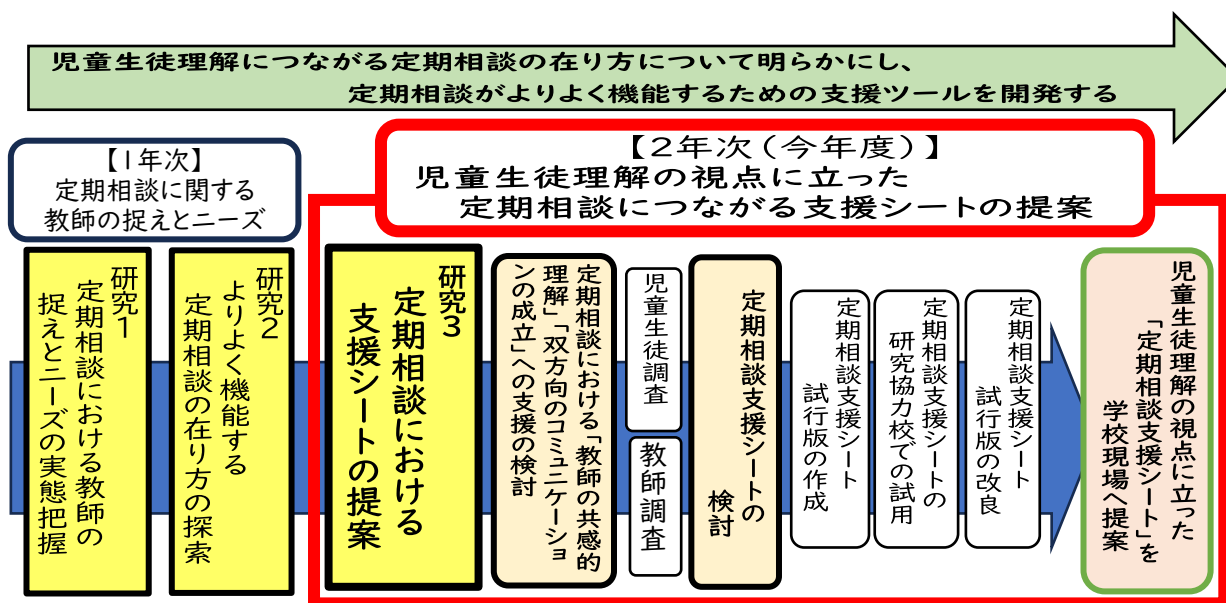 児童生徒理解につながる定期相談の在り方について明らかにし、
定期相談がよりよく機能するための支援ツールを開発する
【1年次】
定期相談に関する
教師の捉えとニーズ
【2年次(今年度)】
児童生徒理解の視点に立った
定期相談につながる支援シートの提案
研究1
定期相談における教師の
捉えとニーズの実態把握
研究2
よりよく機能する
定期相談の在り方の探索
研究3
定期相談における
支援シートの提案
定期相談における「教師の共感的
理解」「双方向のコミュニケーショ
ンの成立」への支援の検討
児童生徒調査
教師調査
定期相談支援シートの
検討
定期相談支援シート
試行版の作成
定期相談支援シートの
研究協力校での試用
定期相談支援シート
試行版の改良
児童生徒理解の視点に立った
「定期相談支援シート」を
学校現場へ提案